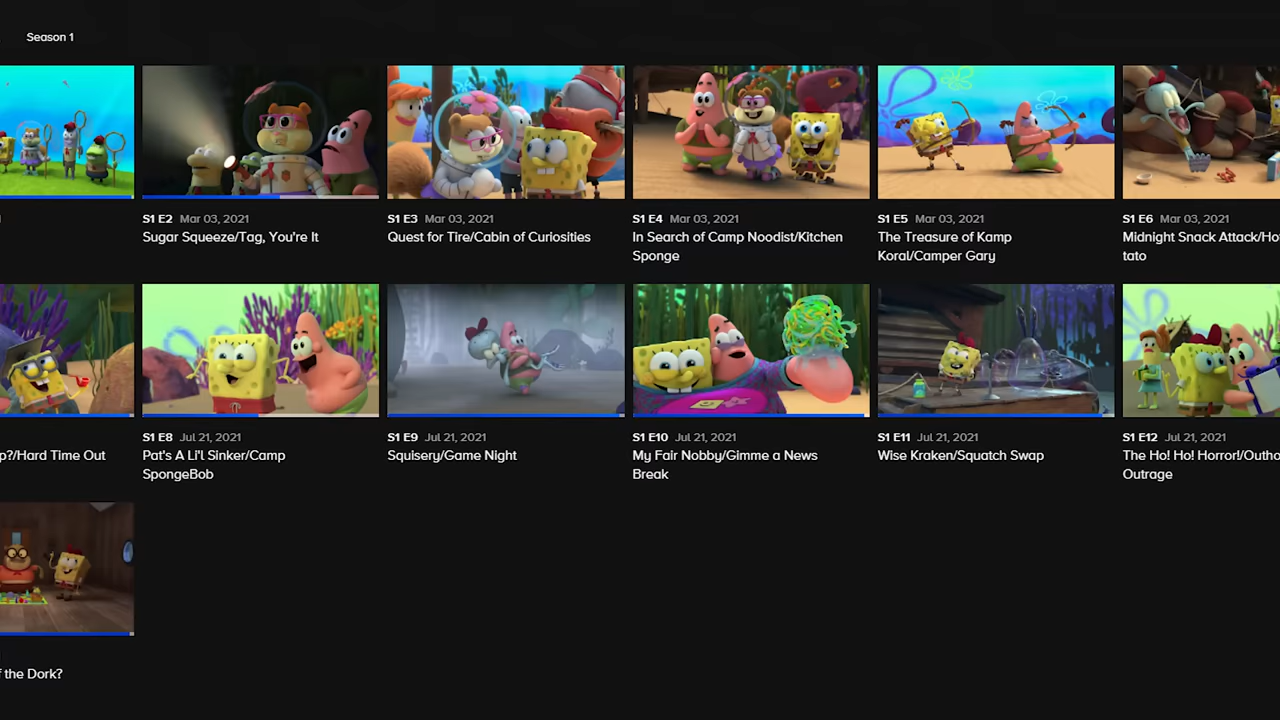 Season 1
S1 E2 Mar 03, 2021
Sugar Squeeze/Tag, You're It
S1 E3 Mar 03, 2021
Quest for Tire/Cabin of Curiosities
S1 E4 Mar 03, 2021
In Search of Camp Noodist/Kitchen
Sponge
S1 E5 Mar 03, 2021
The Treasure of Kamp
Koral/Camper Gary
S1 E6 Mar 03, 2021
Midnight Snack Attack/Ho
tato
p?/Hard Time Out
S1 E8 Jul 21, 2021
Pat's A Li'l Sinker/Camp
SpongeBob
S1 E9 Jul 21, 2021
Squisery/Game Night
S1 E10 Jul 21, 2021
My Fair Nobby/Gimme a News
Break
S1 E11 Jul 21, 2021
Wise Kraken/Squatch Swap
S1 E12 Jul 21, 2021
The Ho! Ho! Horror!/Outho
Outrage
f the Dork?